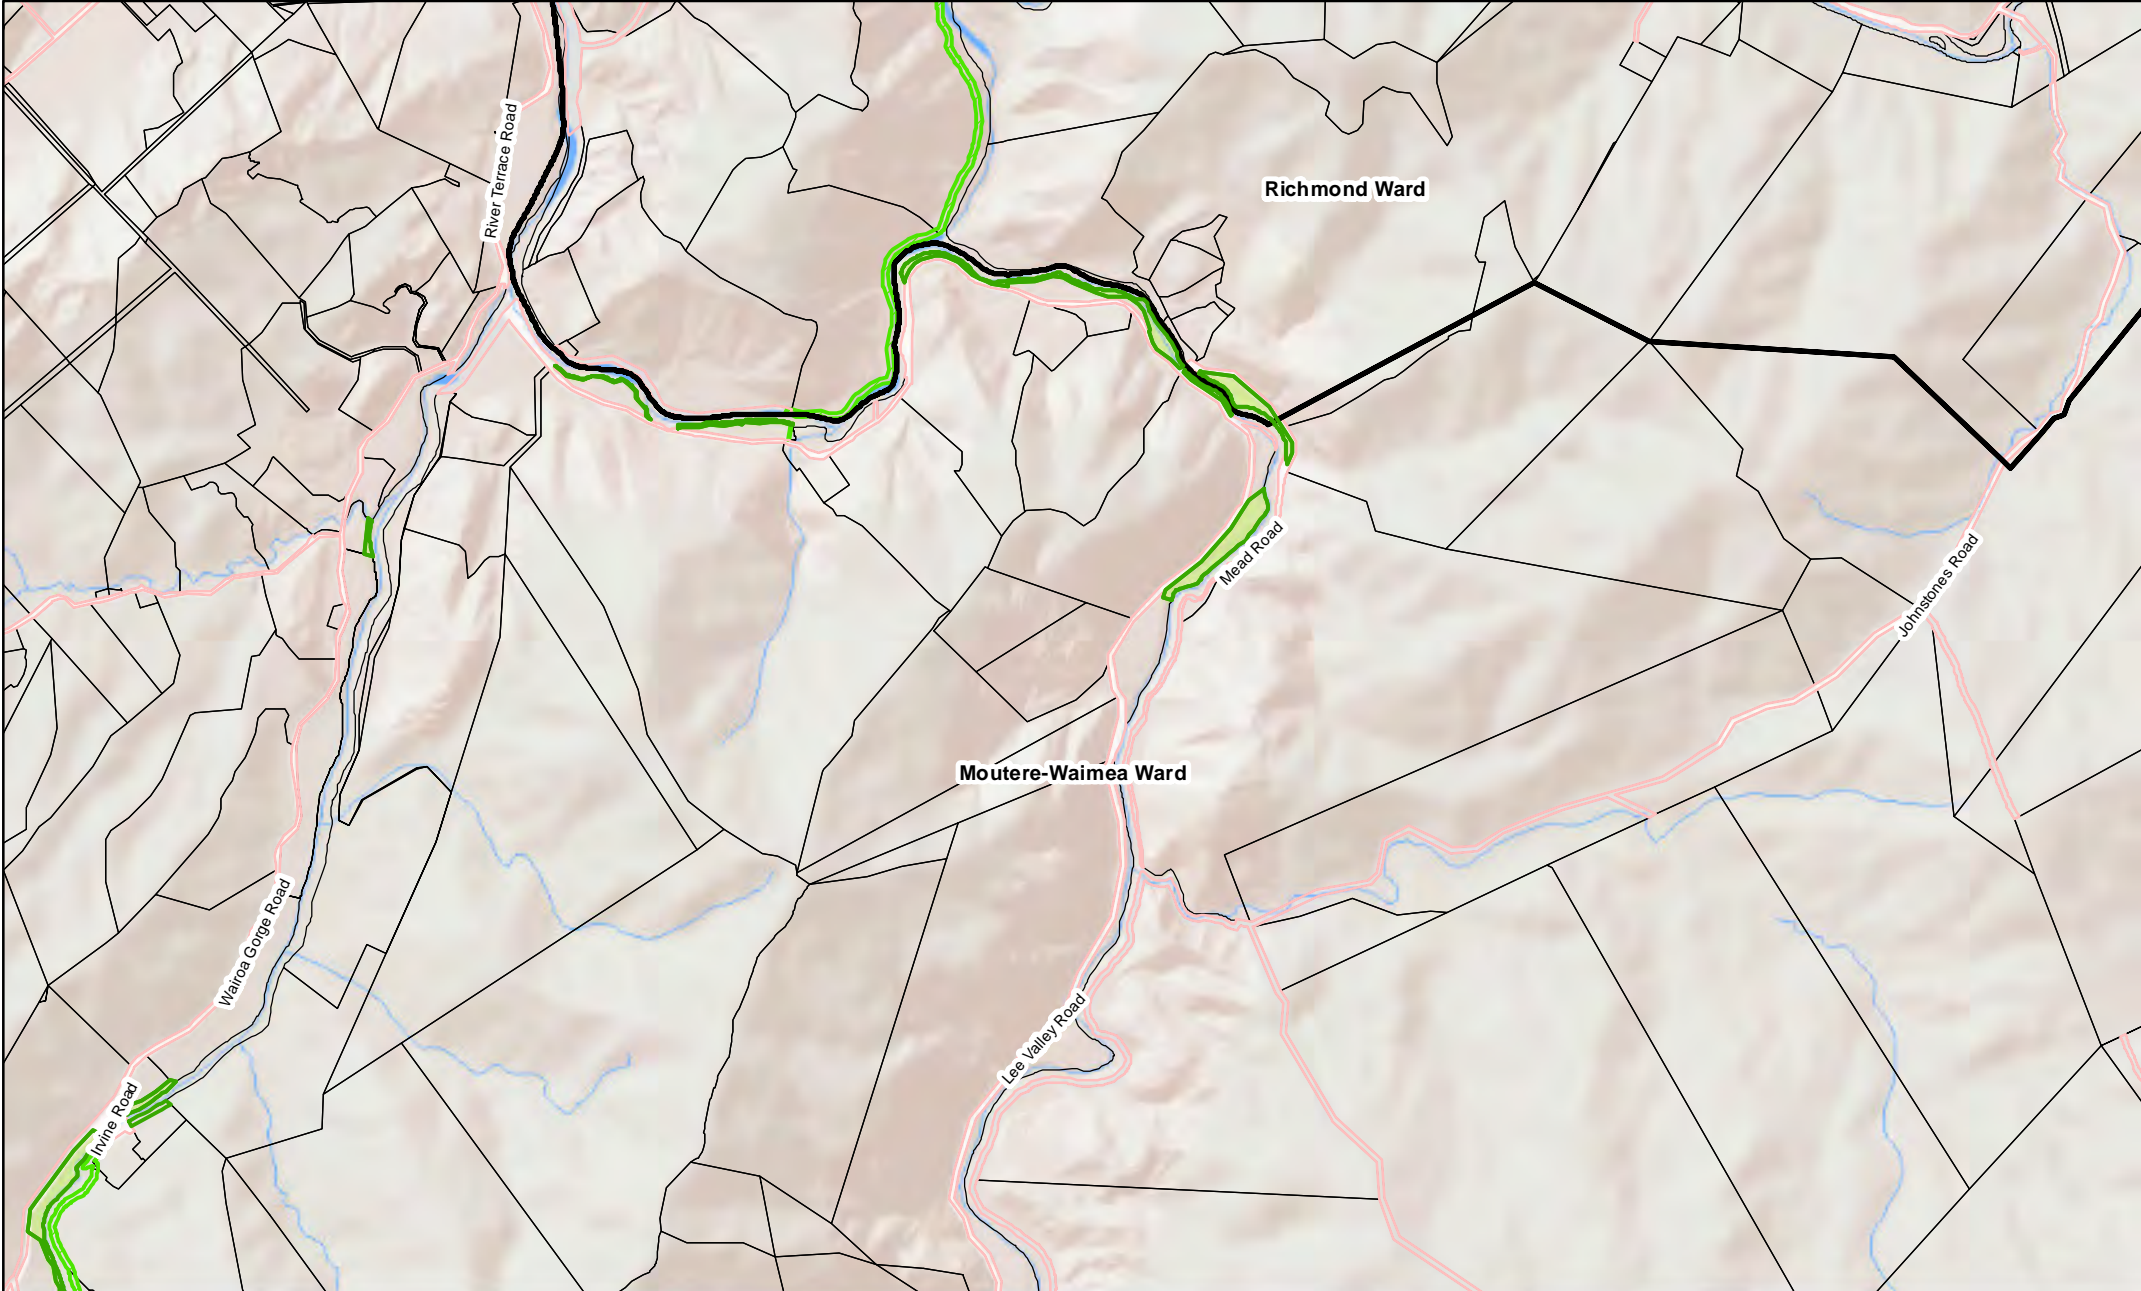 River Terrace Road
Richmond Ward
Mead Road
Johnstones Road
Moutere-Waimea Ward
Wairoa Gorge Road
Lee Valley Road
Irvine Road